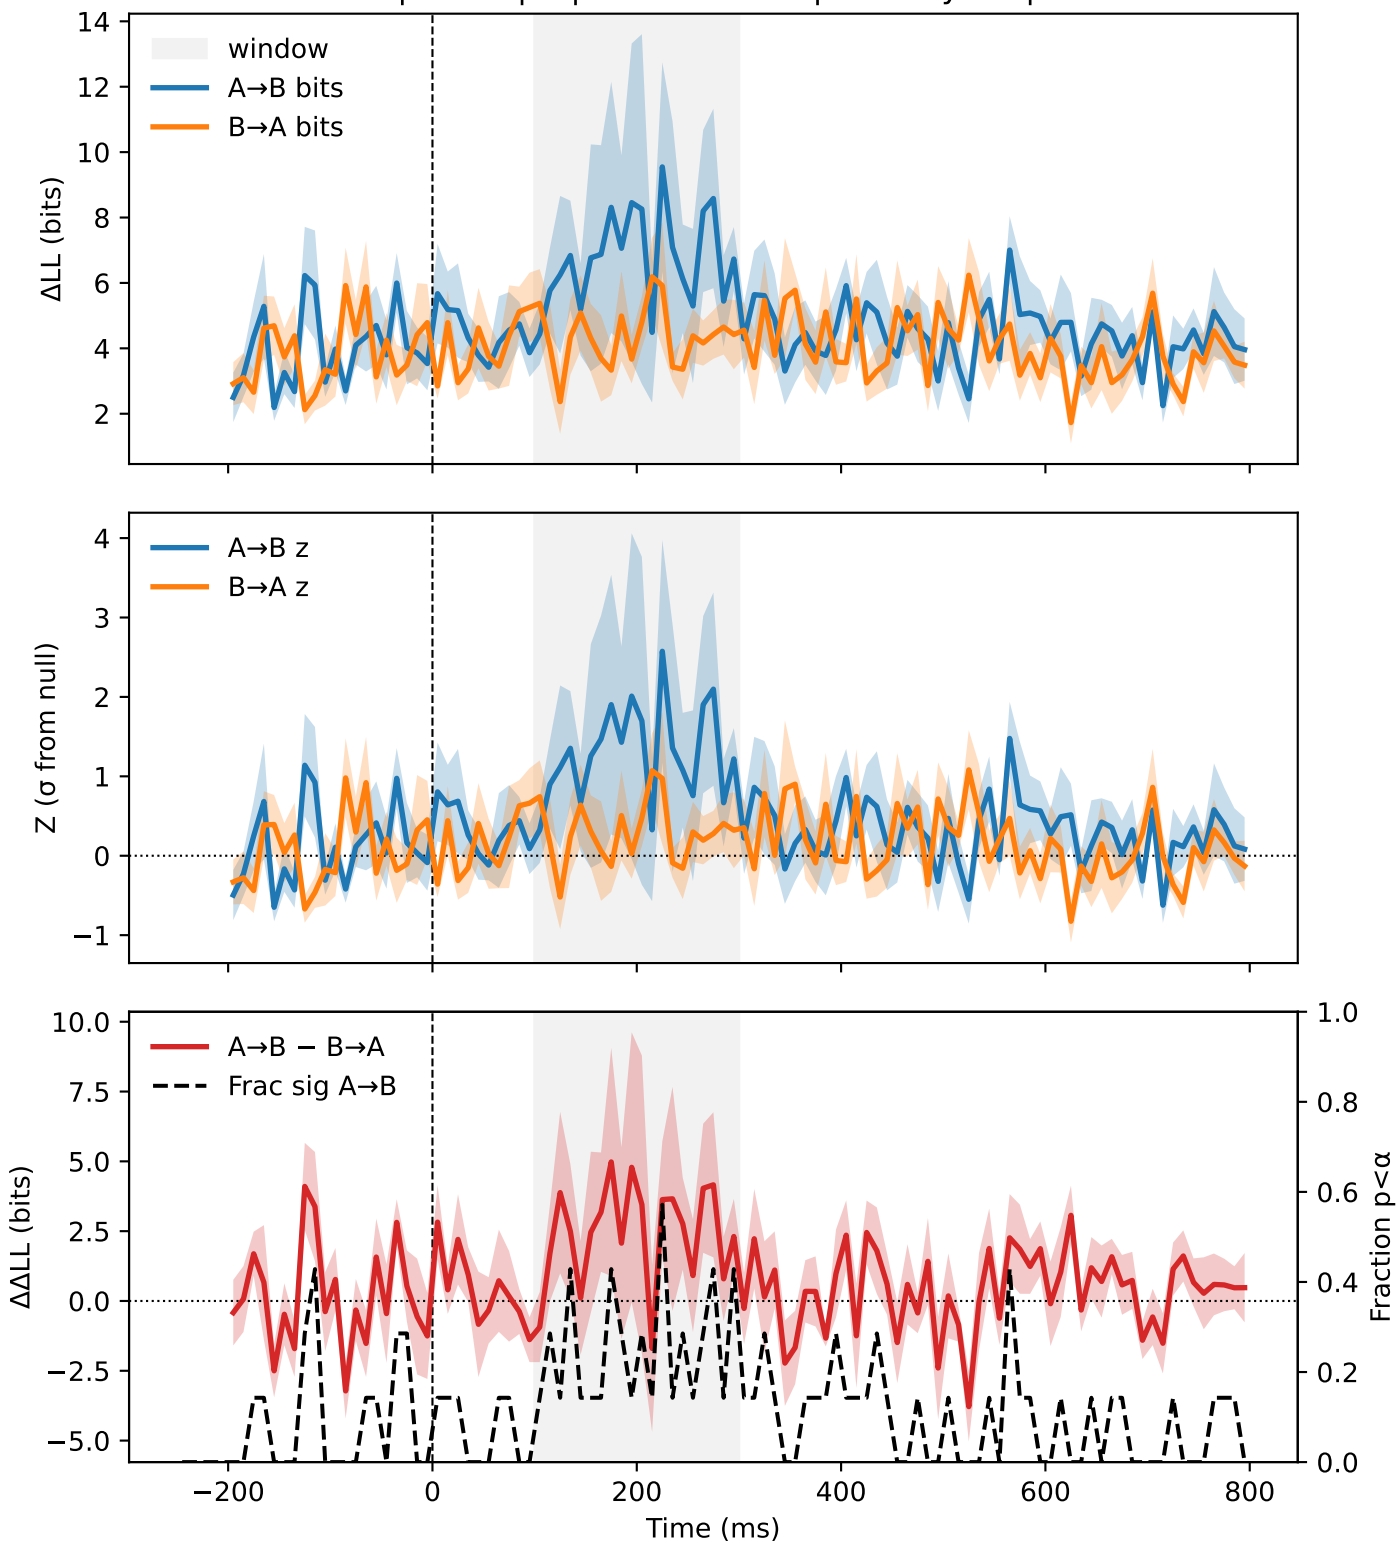 14
12
10
8
6
4
2
ΔLL (bits)
window
A→B bits
B→A bits
4
3
2
1
0
−1
Z (σ from null)
A→B z
B→A z
10.0
7.5
5.0
2.5
0.0
−2.5
−5.0
ΔΔLL (bits)
A→B − B→A
Frac sig A→B
1.0
0.8
0.6
0.4
0.2
0.0
Fraction p<α
−200 0 200 400 600 800
Time (ms)